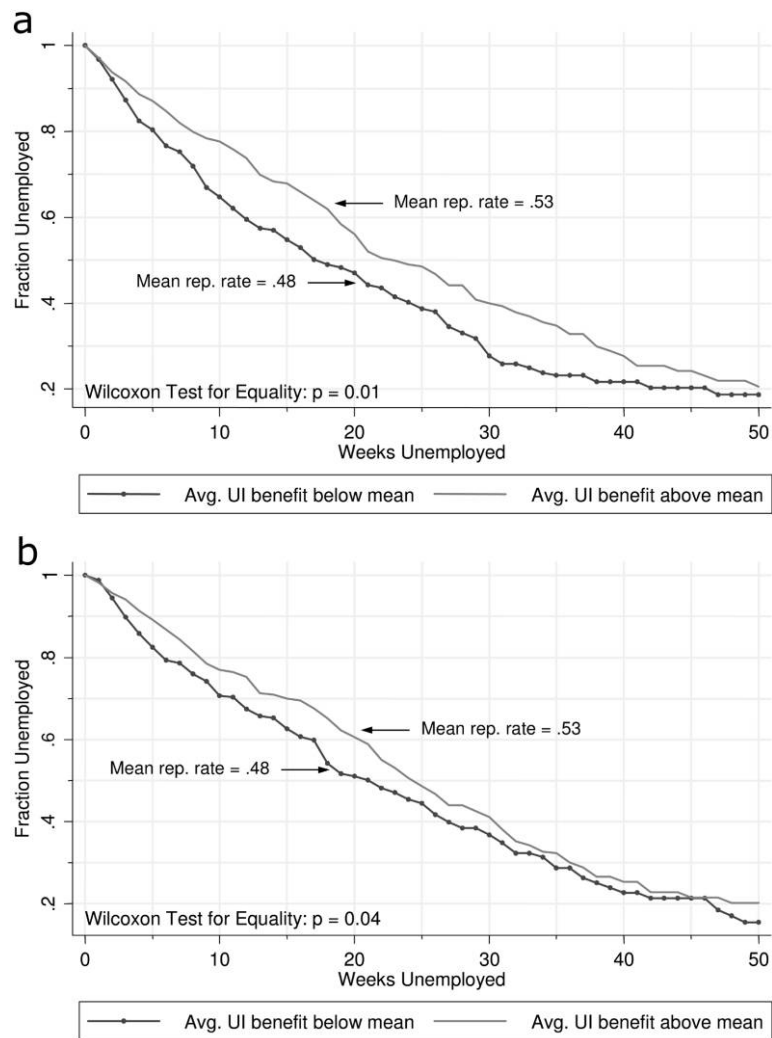 a
1
.8
.6
.4
.2
Fraction Unemployed
Mean rep. rate = .53
Mean rep. rate = .48
Wilcoxon Test for Equality: p = 0.01
0 10 20 30 40 50
Weeks Unemployed
Avg. UI benefit below mean Avg. UI benefit above mean
b
1
.8
.6
.4
.2
Fraction Unemployed
Mean rep. rate = .53
Mean rep. rate = .48
Wilcoxon Test for Equality: p = 0.04
0 10 20 30 40 50
Weeks Unemployed
Avg. UI benefit below mean Avg. UI benefit above mean